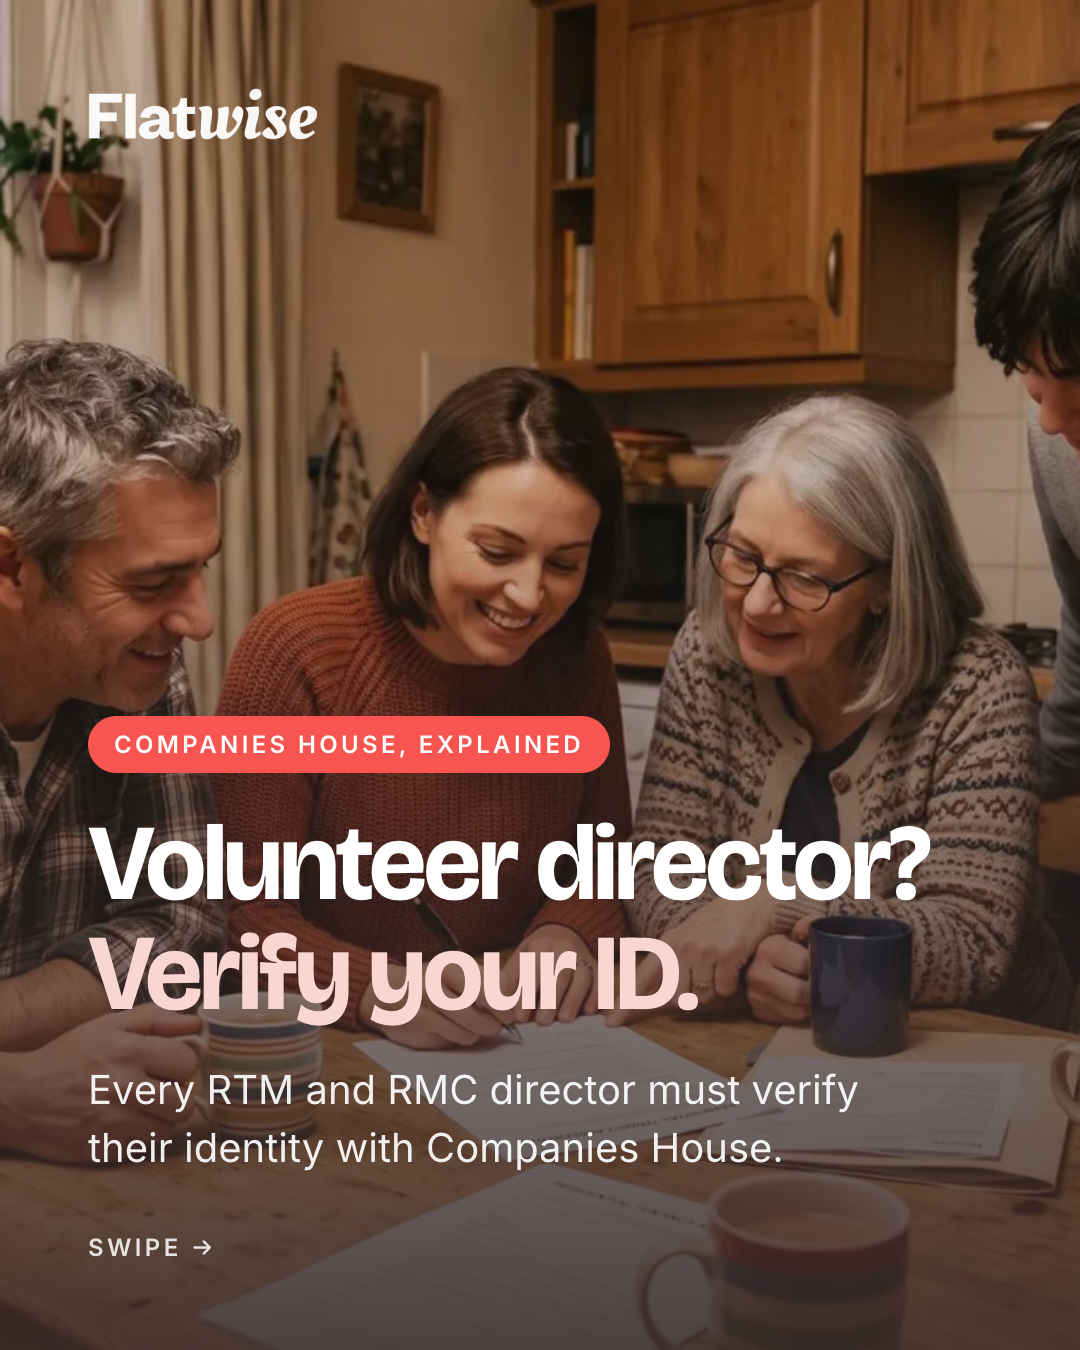 Flatwise
COMPANIES HOUSE, EXPLAINED
Volunteer director?
Verify your ID.
Every RTM and RMC director must verify
their identity with Companies House.
SWIPE →